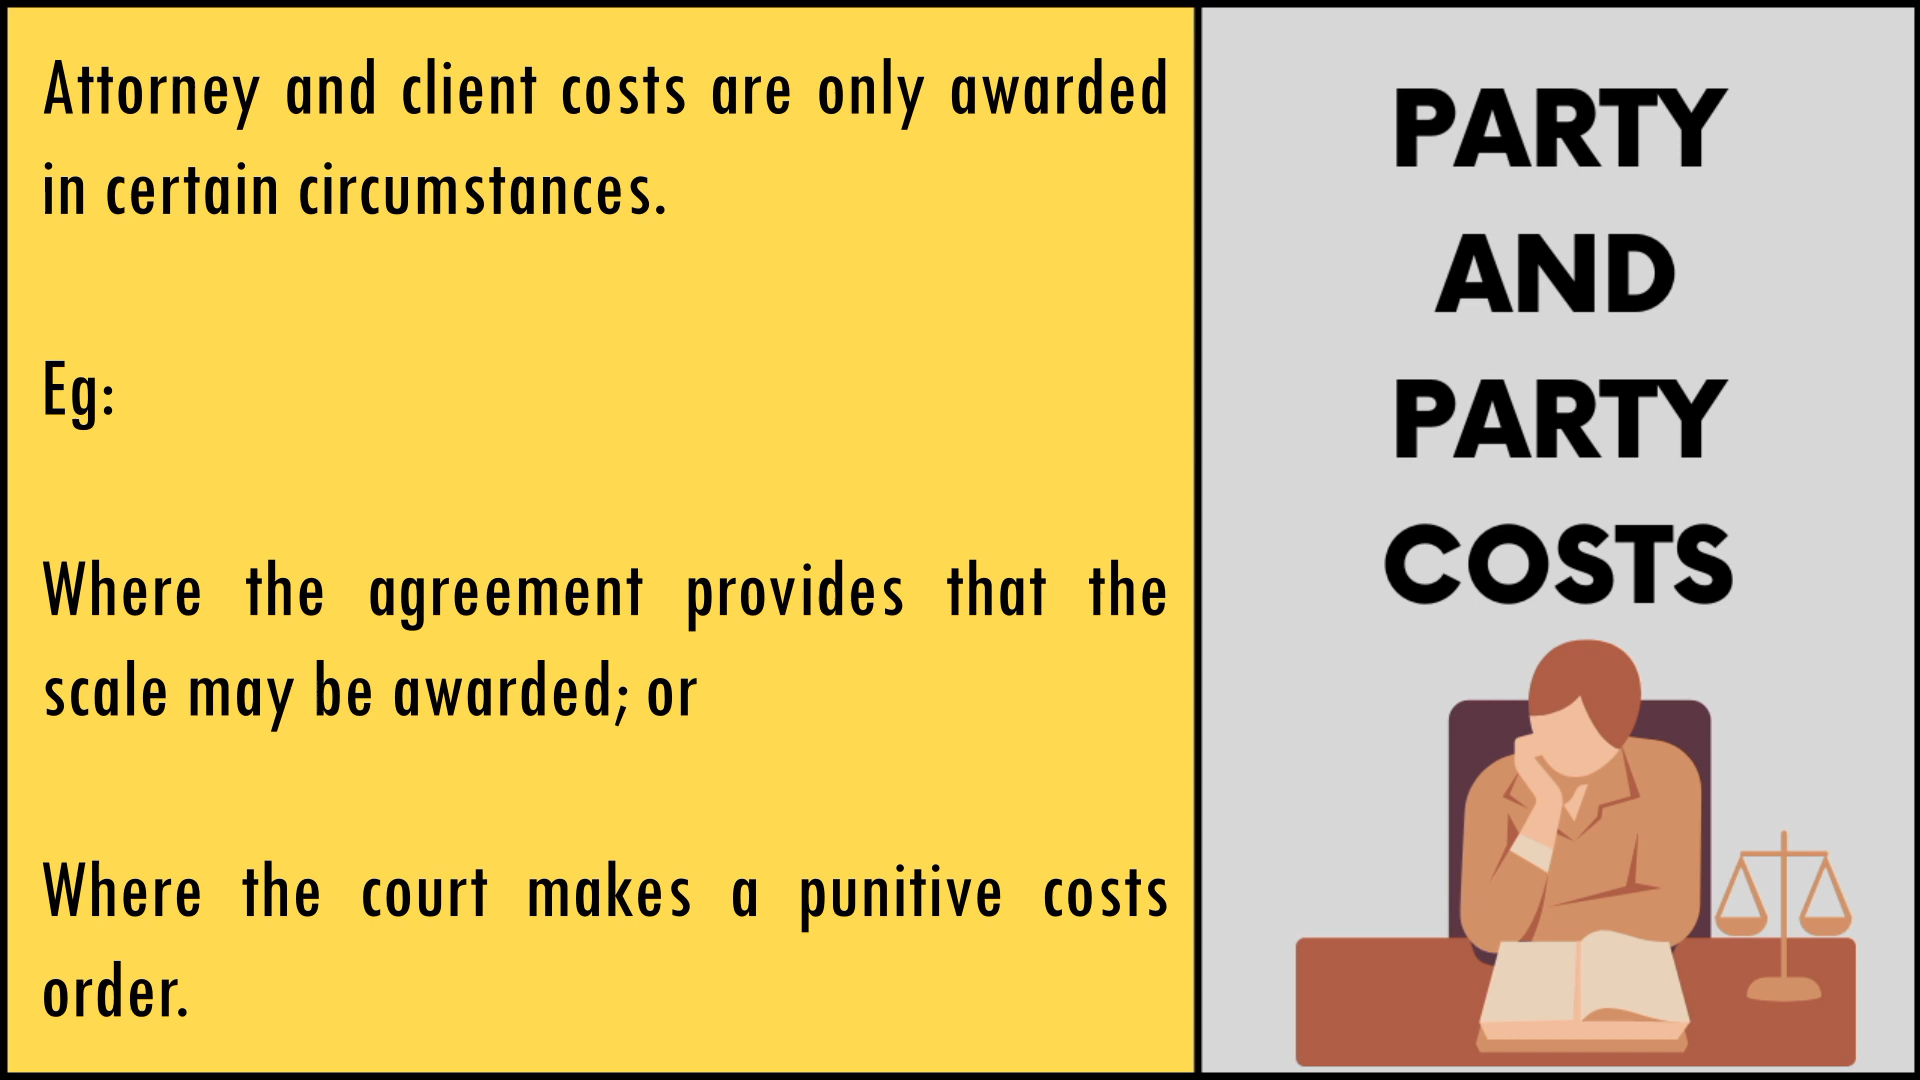 Attorney and client costs are only awarded
in certain circumstances.
Eg:
Where the agreement provides that the
scale may be awarded; or
Where the court makes a punitive costs
order.
PARTY
AND
PARTY
COSTS